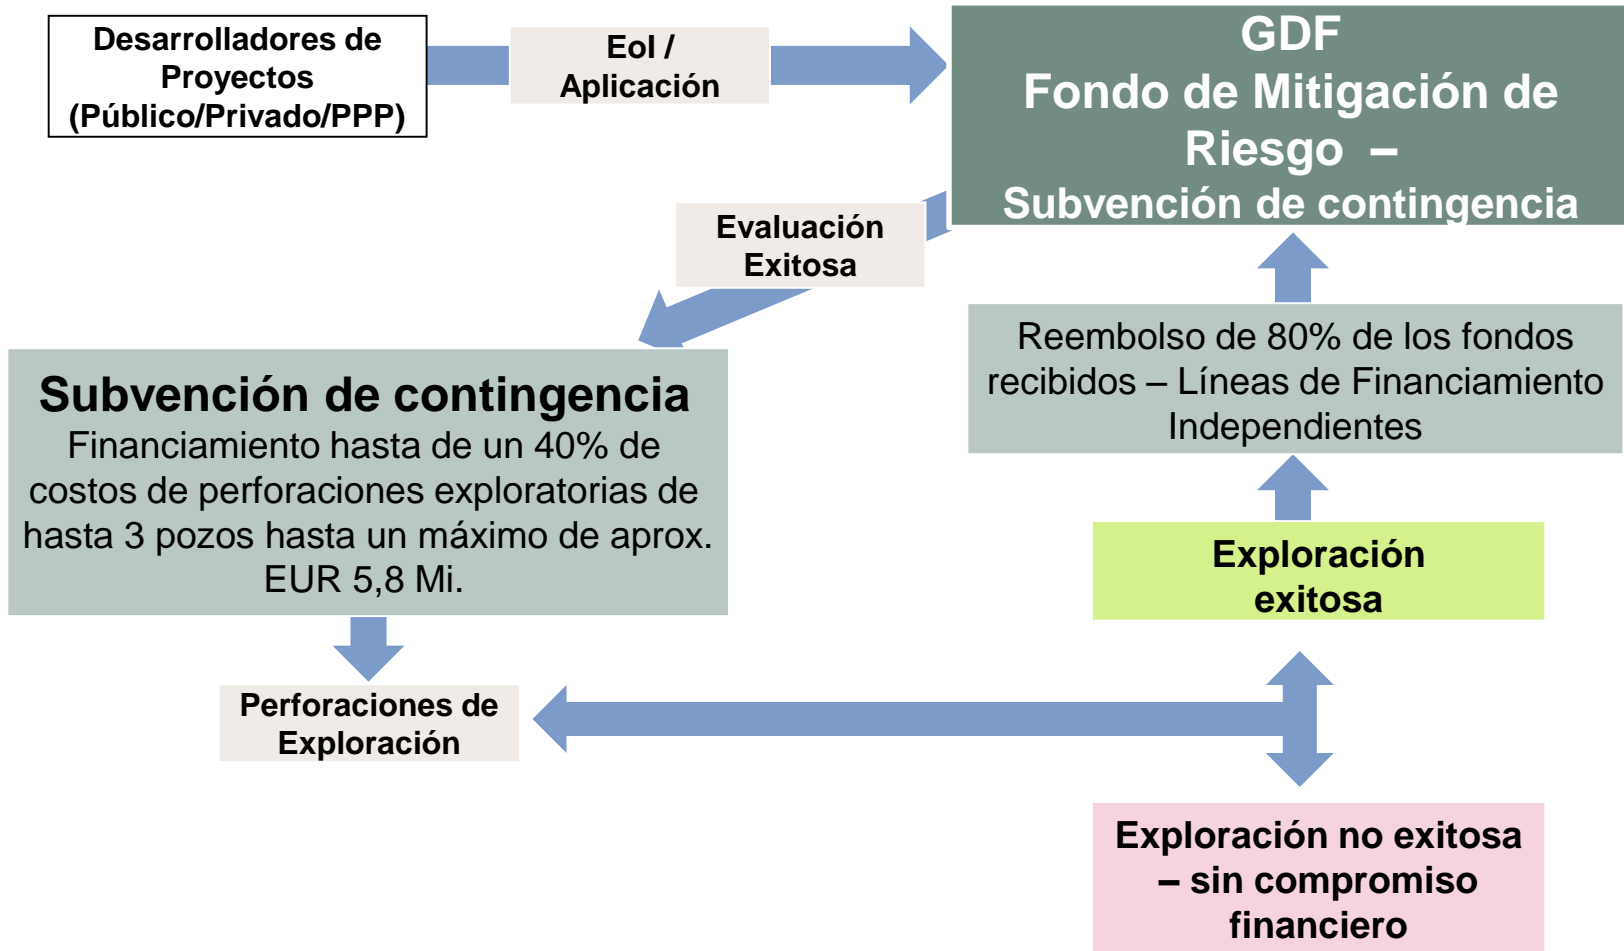 Desarrolladores de
Proyectos
(Público/Privado/PPP)
EoI /
Aplicación
GDF
Fondo de Mitigación de
Riesgo –
Subvención de contingencia
Evaluación
Exitosa
Subvención de contingencia
Financiamiento hasta de un 40% de
costos de perforaciones exploratorias de
hasta 3 pozos hasta un máximo de aprox.
EUR 5,8 Mi.
Reembolso de 80% de los fondos
recibidos – Líneas de Financiamiento
Independientes
Exploración
exitosa
Perforaciones de
Exploración
Exploración no exitosa
– sin compromiso
financiero